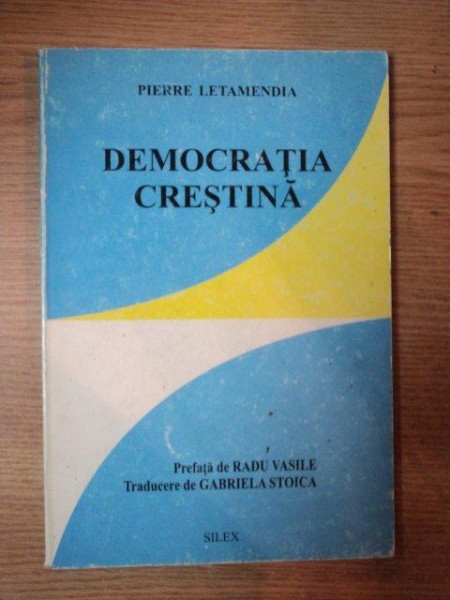 PIERRE LETAMENDIA
DEMOCRAŢIA
CREŞTINĂ
Prefaţă de RADU VASILE
Traducere de GABRIELA STOICA
SILEX